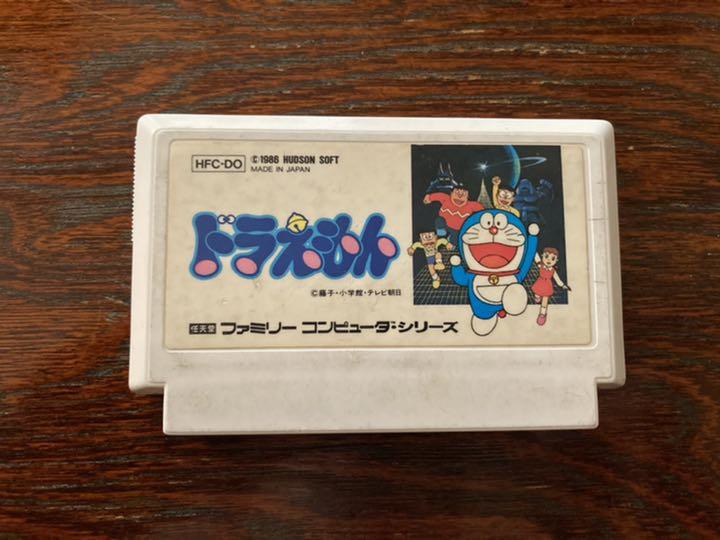 HFC-DO
©1986 HUDSON SOFT
MADE IN JAPAN
ドラえもん
©藤子・小学館・テレビ朝日
任天堂 ファミリー コンピュータ・シリーズ